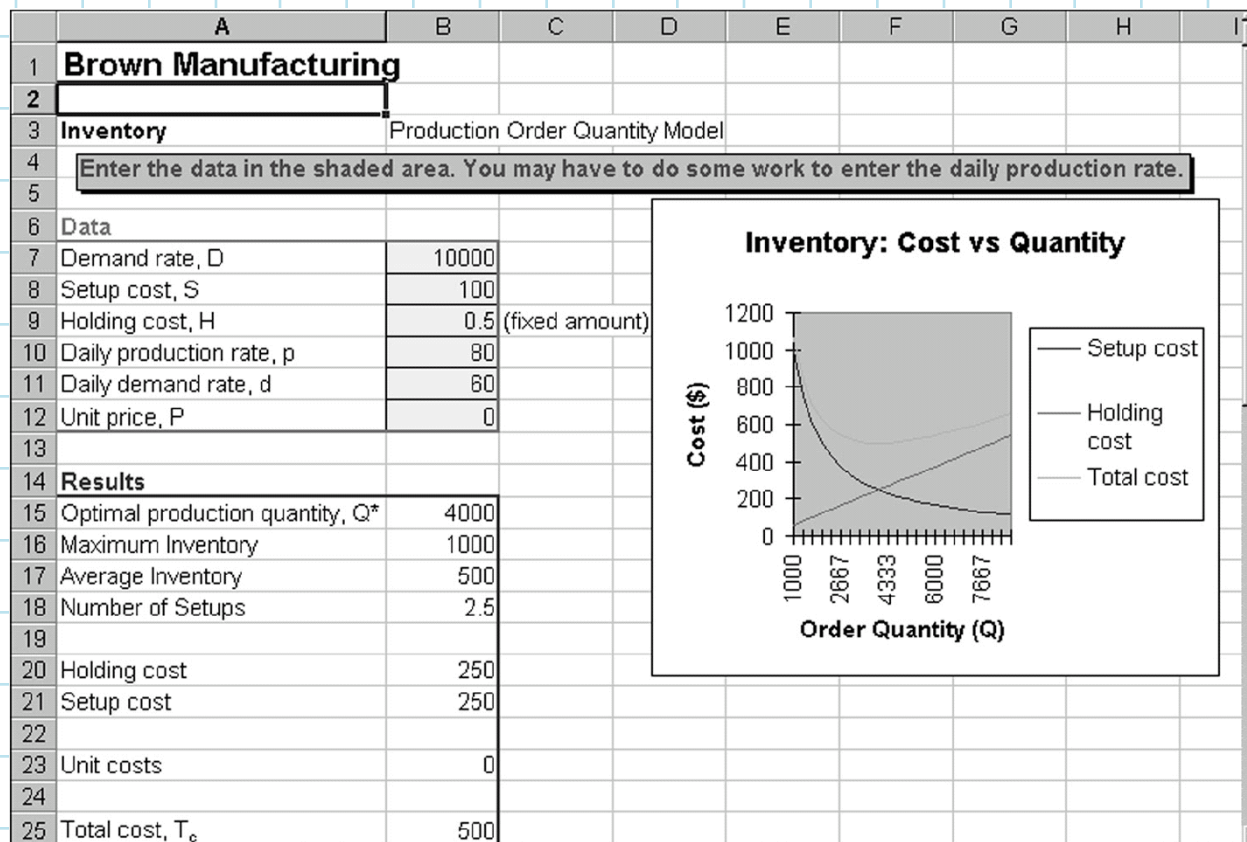 A B C D E F G H I
1 Brown Manufacturing
2
3 Inventory Production Order Quantity Model
4 Enter the data in the shaded area. You may have to do some work to enter the daily production rate.
5
6 Data
7 Demand rate, D 10000
8 Setup cost, S 100
9 Holding cost, H 0.5 (fixed amount)
10 Daily production rate, p 80
11 Daily demand rate, d 60
12 Unit price, P 0
13
14 Results
15 Optimal production quantity, Q* 4000
16 Maximum Inventory 1000
17 Average Inventory 500
18 Number of Setups 2.5
19
20 Holding cost 250
21 Setup cost 250
22
23 Unit costs 0
24
25 Total cost, Tc 500
Inventory: Cost vs Quantity
Cost ($)
1200
1000
800
600
400
200
0
1000 2667 4333 6000 7667
Order Quantity (Q)
Setup cost
Holding
cost
Total cost